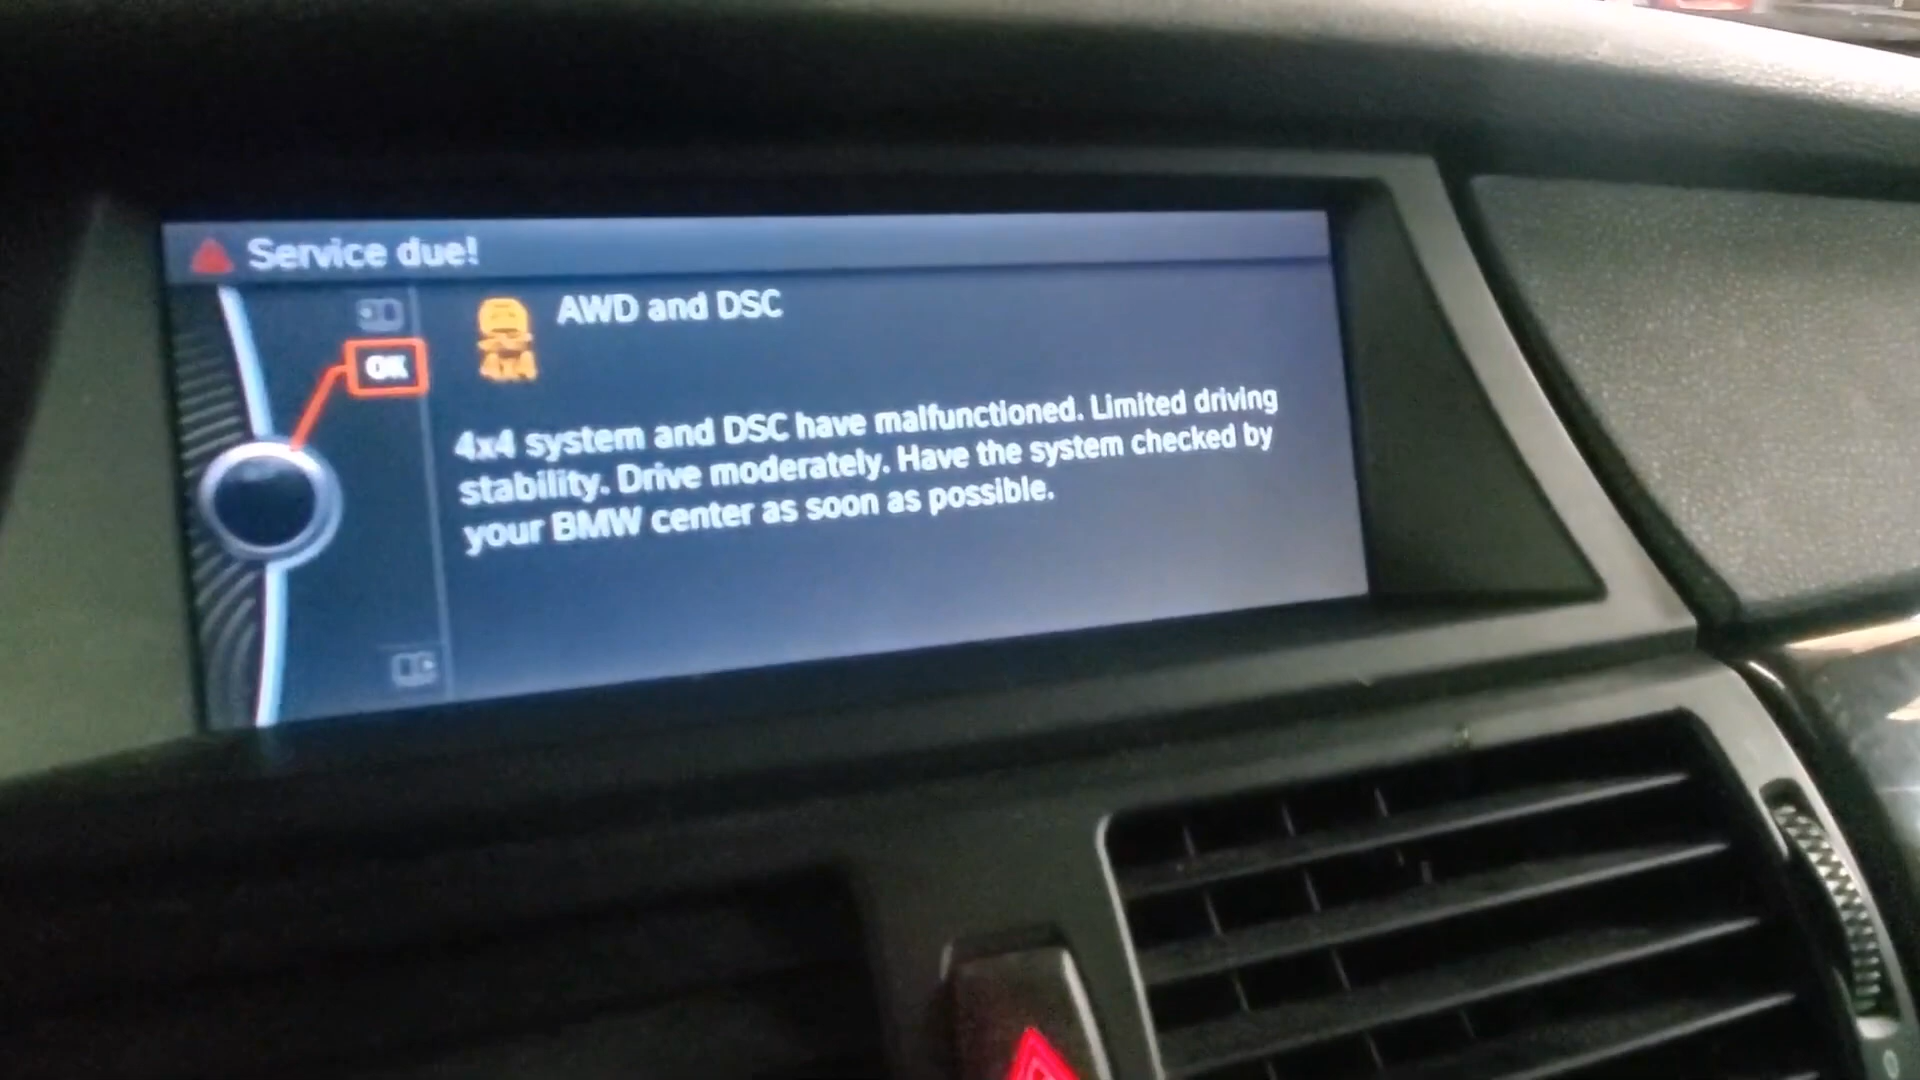 Service due!
OK
4x4
AWD and DSC
4x4 system and DSC have malfunctioned. Limited driving
stability. Drive moderately. Have the system checked by
your BMW center as soon as possible.
0